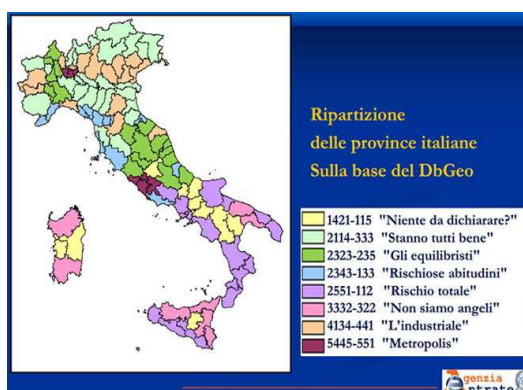 Ripartizione
delle province italiane
Sulla base del DbGeo
1421-115 "Niente da dichiarare?"
2114-333 "Stanno tutti bene"
2323-235 "Gli equilibristi"
2343-133 "Rischiose abitudini"
2551-112 "Rischio totale"
3332-322 "Non siamo angeli"
4134-441 "L'industriale"
5445-551 "Metropolis"
genzia
ntrate